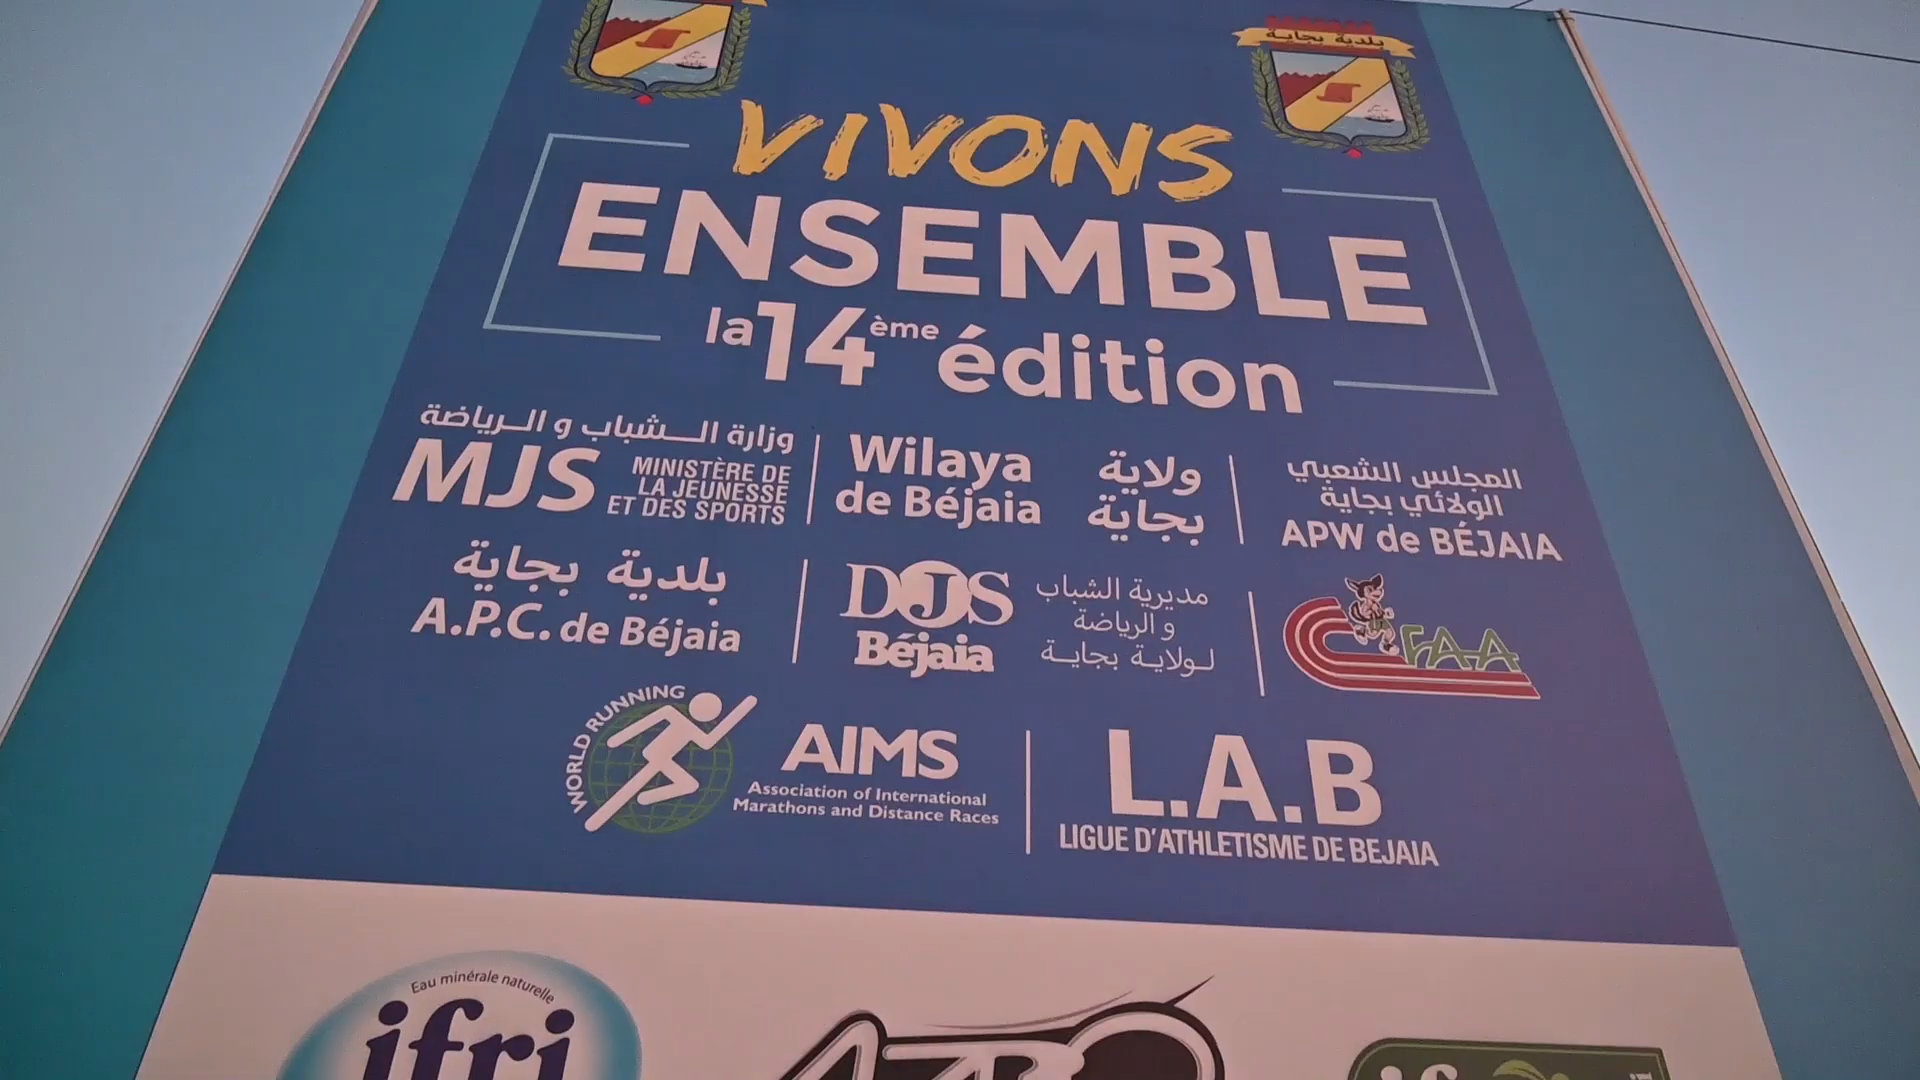 بلدية بجاية
VIVONS
ENSEMBLE
la 14ème édition
وزارة الشباب و الرياضة
MJS
MINISTÈRE DE
LA JEUNESSE
ET DES SPORTS
Wilaya
de Béjaia
ولاية
بجاية
المجلس الشعبي
الولائي بجاية
APW de BÉJAIA
بلدية بجاية
A.P.C. de Béjaia
DJS
Béjaia
مديرية الشباب
و الرياضة
لولاية بجاية
FAA
WORLD RUNNING
AIMS
Association of International
Marathons and Distance Races
L.A.B
LIGUE D'ATHLETISME DE BEJAIA
Eau minérale naturelle
ifri